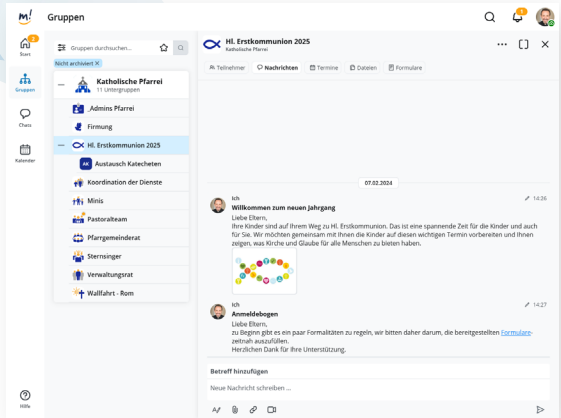 m!
Gruppen
2
Start
Gruppen
Chats
Kalender
Hilfe
Gruppen durchsuchen...
Nicht archiviert ×
Katholische Pfarrei
11 Untergruppen
_Admins Pfarrei
Firmung
Hl. Erstkommunion 2025
AK Austausch Katecheten
Koordination der Dienste
Minis
Pastoralteam
Pfarrgemeinderat
Sternsinger
Verwaltungsrat
Wallfahrt - Rom
Hl. Erstkommunion 2025
Katholische Pfarrei
Teilnehmer Nachrichten Termine Dateien Formulare
07.02.2024
Ich 14:26
Willkommen zum neuen Jahrgang
Liebe Eltern,
Ihre Kinder sind auf Ihrem Weg zu Hl. Erstkommunion. Das ist eine spannende Zeit für die Kinder und auch
für Sie. Wir möchten gemeinsam mit Ihnen die Kinder auf diesen wichtigen Termin vorbereiten und Ihnen
zeigen, was Kirche und Glaube für alle Menschen zu bieten haben.
Ich 14:27
Anmeldebogen
Liebe Eltern,
zu Beginn gibt es ein paar Formalitäten zu regeln, wir bitten daher darum, die bereitgestellten Formulare-
zeitnah auszufüllen.
Herzlichen Dank für Ihre Unterstützung.
Betreff hinzufügen
Neue Nachricht schreiben ...